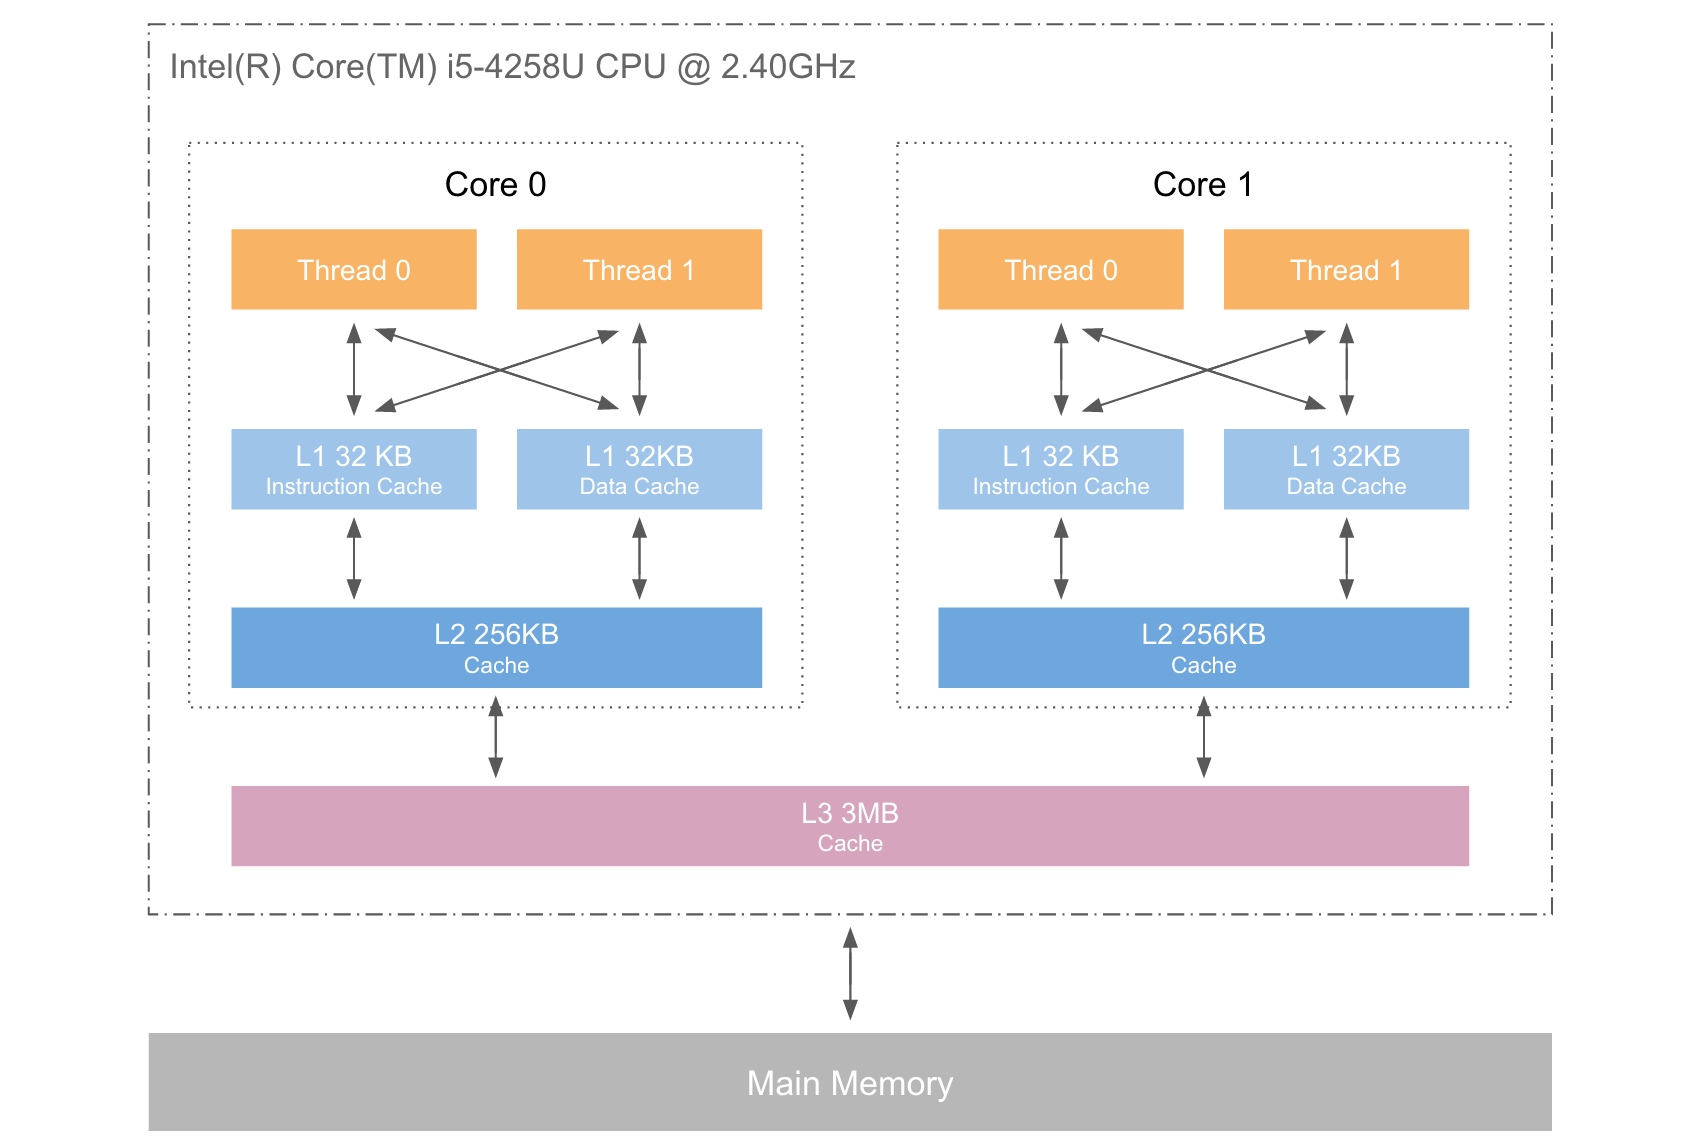 Intel(R) Core(TM) i5-4258U CPU @ 2.40GHz
Core 0
Thread 0
Thread 1
L1 32 KB
Instruction Cache
L1 32KB
Data Cache
L2 256KB
Cache
Core 1
Thread 0
Thread 1
L1 32 KB
Instruction Cache
L1 32KB
Data Cache
L2 256KB
Cache
L3 3MB
Cache
Main Memory